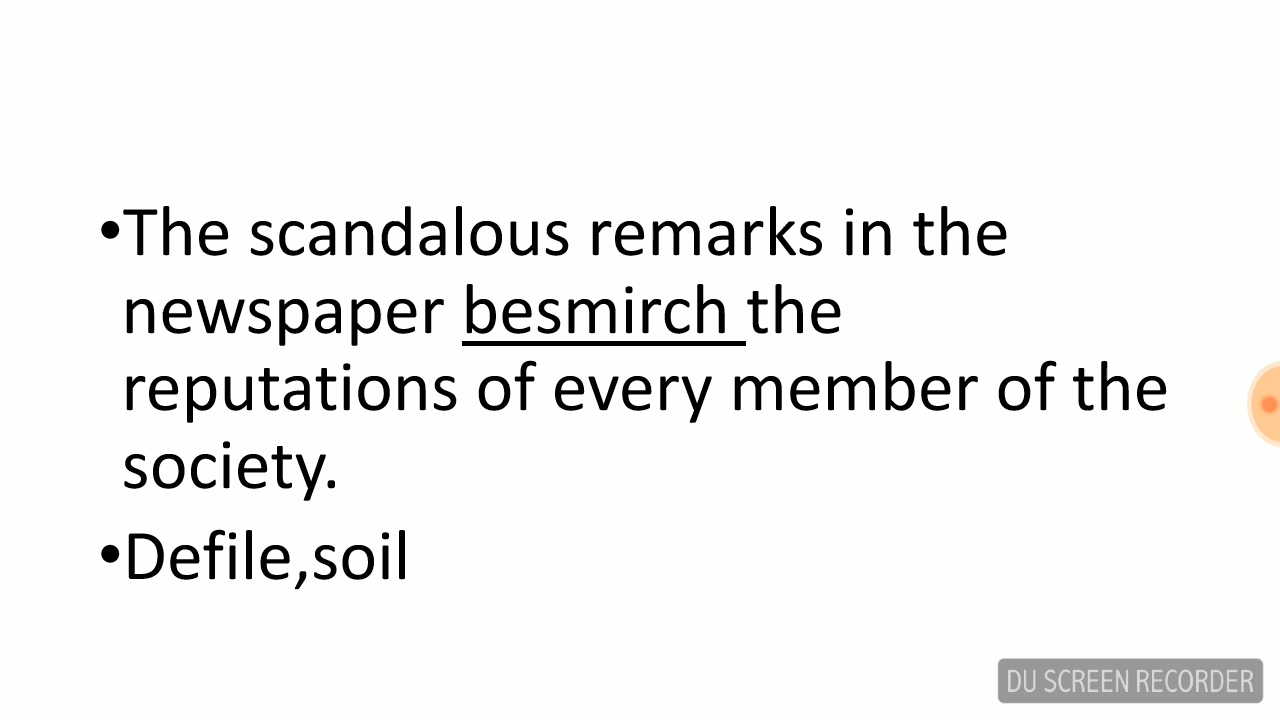 •The scandalous remarks in the
newspaper besmirch the
reputations of every member of the
society.
•Defile,soil
DU SCREEN RECORDER